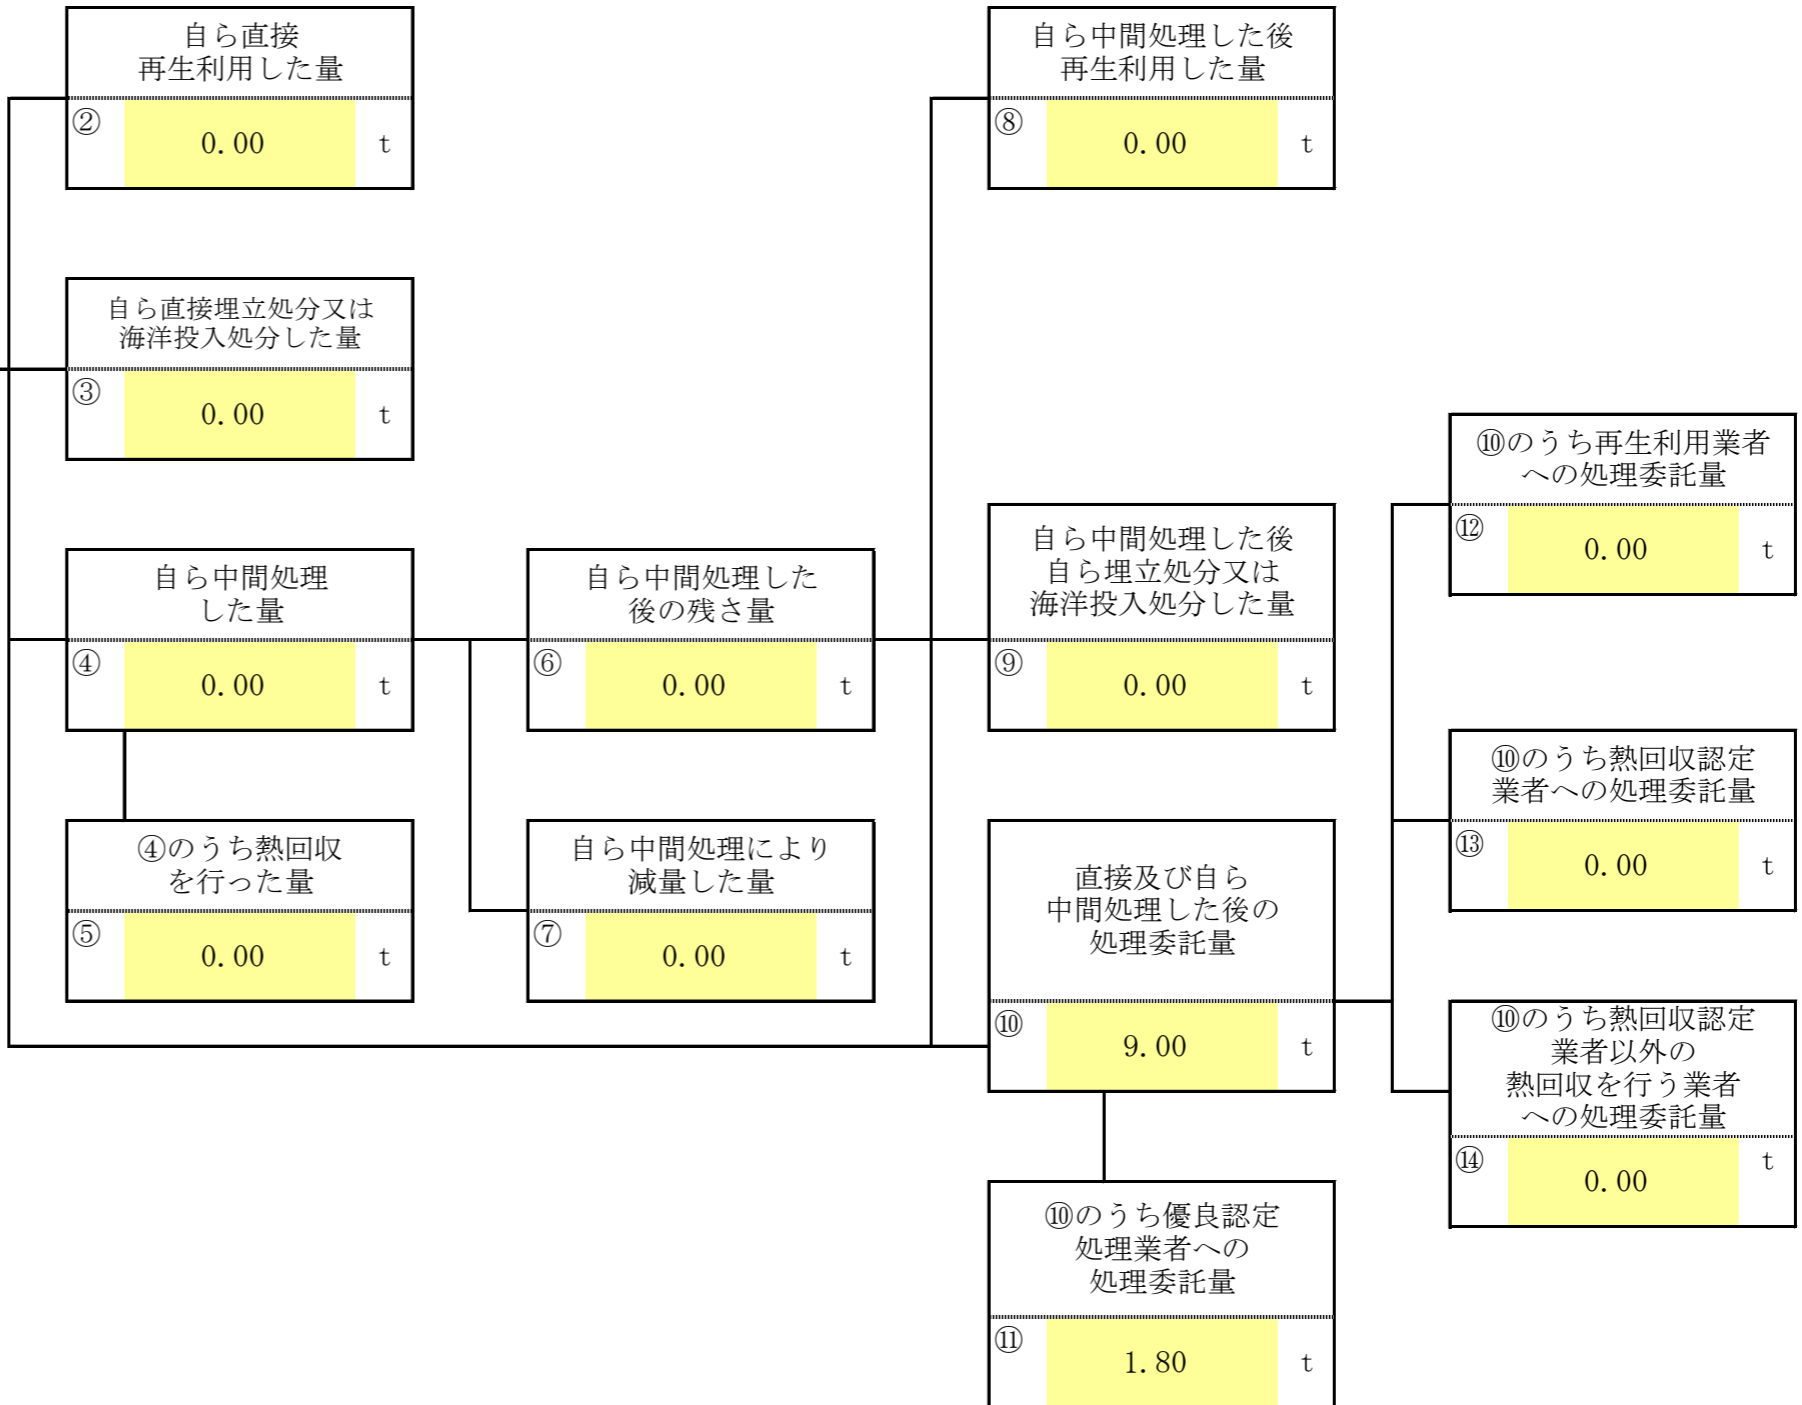 自ら直接
再生利用した量
②
0.00
t
自ら中間処理した後
再生利用した量
⑧
0.00
t
自ら直接埋立処分又は
海洋投入処分した量
③
0.00
t
⑩のうち再生利用業者
への処理委託量
⑫
0.00
t
自ら中間処理
した量
④
0.00
t
自ら中間処理した
後の残さ量
⑥
0.00
t
自ら中間処理した後
自ら埋立処分又は
海洋投入処分した量
⑨
0.00
t
⑩のうち熱回収認定
業者への処理委託量
⑬
0.00
t
④のうち熱回収
を行った量
⑤
0.00
t
自ら中間処理により
減量した量
⑦
0.00
t
直接及び自ら
中間処理した後の
処理委託量
⑩
9.00
t
⑩のうち熱回収認定
業者以外の
熱回収を行う業者
への処理委託量
⑭
0.00
t
⑩のうち優良認定
処理業者への
処理委託量
⑪
1.80
t